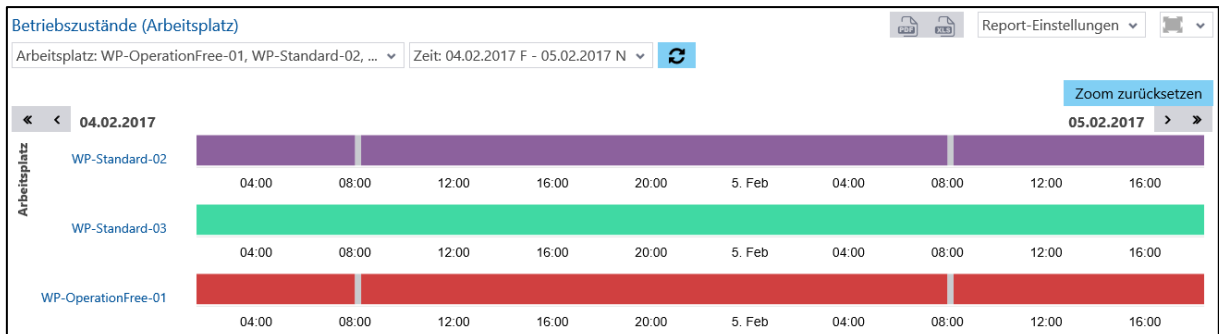 Betriebszustände (Arbeitsplatz)
PDF
XLS
Report-Einstellungen
Arbeitsplatz: WP-OperationFree-01, WP-Standard-02, ...
Zeit: 04.02.2017 F - 05.02.2017 N
Zoom zurücksetzen
« ‹ 04.02.2017
05.02.2017 › »
Arbeitsplatz
WP-Standard-02
04:00 08:00 12:00 16:00 20:00 5. Feb 04:00 08:00 12:00 16:00
WP-Standard-03
04:00 08:00 12:00 16:00 20:00 5. Feb 04:00 08:00 12:00 16:00
WP-OperationFree-01
04:00 08:00 12:00 16:00 20:00 5. Feb 04:00 08:00 12:00 16:00